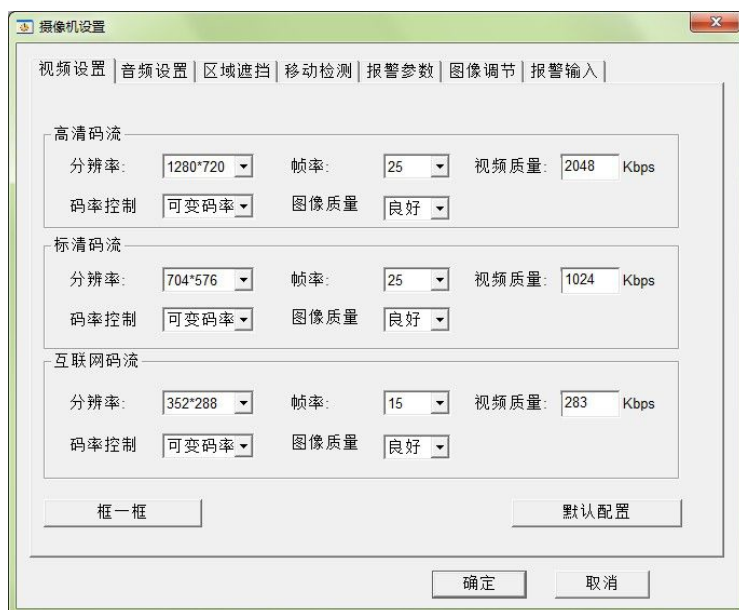 摄像机设置
视频设置 音频设置 区域遮挡 移动检测 报警参数 图像调节 报警输入
高清码流
分辨率: 1280*720 帧率: 25 视频质量: 2048 Kbps
码率控制 可变码率 图像质量 良好
标清码流
分辨率: 704*576 帧率: 25 视频质量: 1024 Kbps
码率控制 可变码率 图像质量 良好
互联网码流
分辨率: 352*288 帧率: 15 视频质量: 283 Kbps
码率控制 可变码率 图像质量 良好
框一框 默认配置
确定 取消